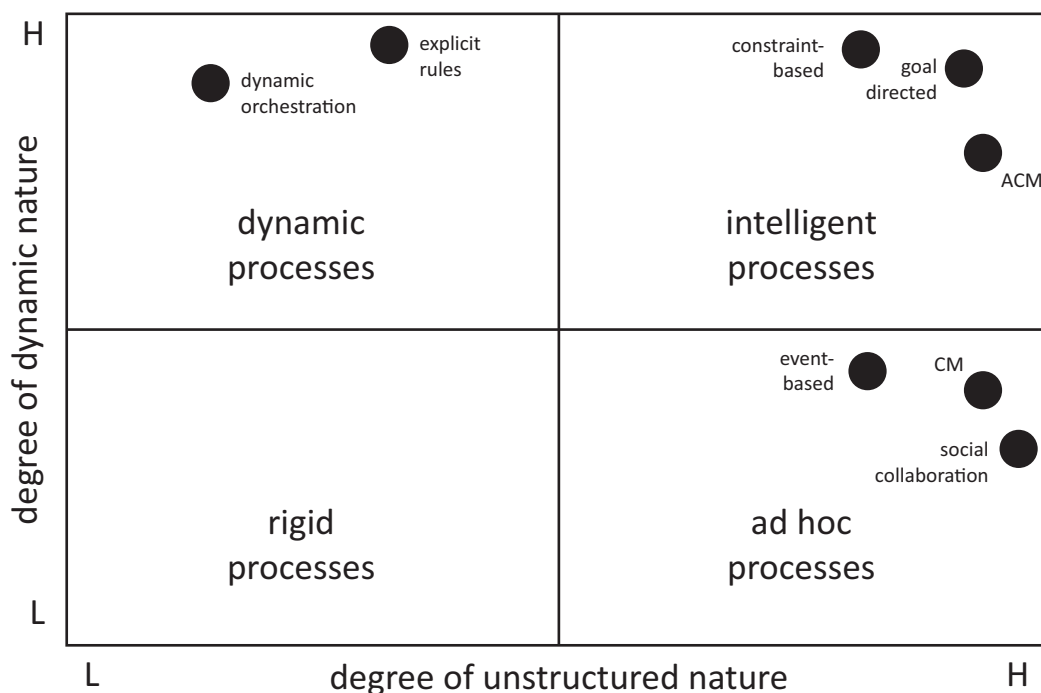 H
explicit
rules
dynamic
orchestration
constraint-
based
goal
directed
ACM
dynamic
processes
intelligent
processes
degree of dynamic nature
event-
based
CM
social
collaboration
rigid
processes
ad hoc
processes
L
L
degree of unstructured nature
H